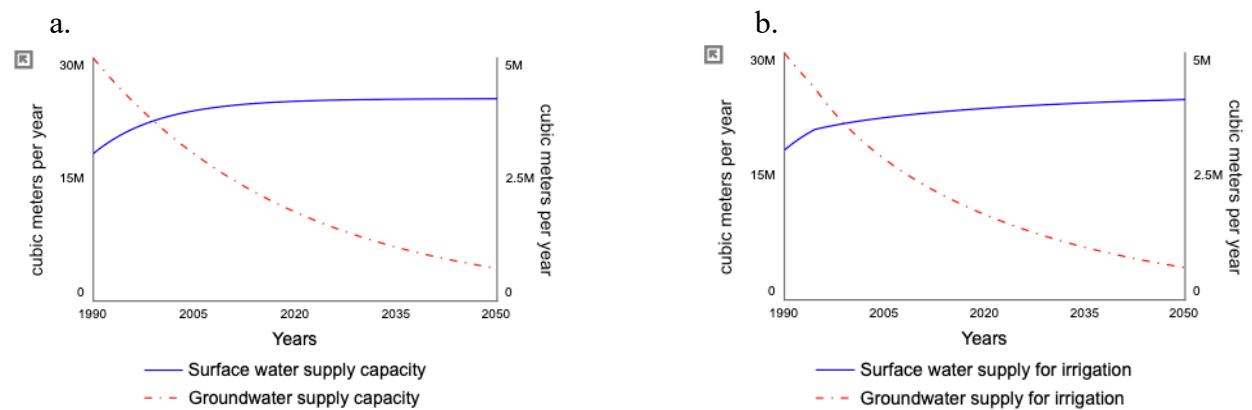 a.
30M
15M
0
cubic meters per year
5M
2.5M
0
cubic meters per year
1990 2005 2020 2035 2050
Years
Surface water supply capacity
Groundwater supply capacity
b.
30M
15M
0
cubic meters per year
5M
2.5M
0
cubic meters per year
1990 2005 2020 2035 2050
Years
Surface water supply for irrigation
Groundwater supply for irrigation